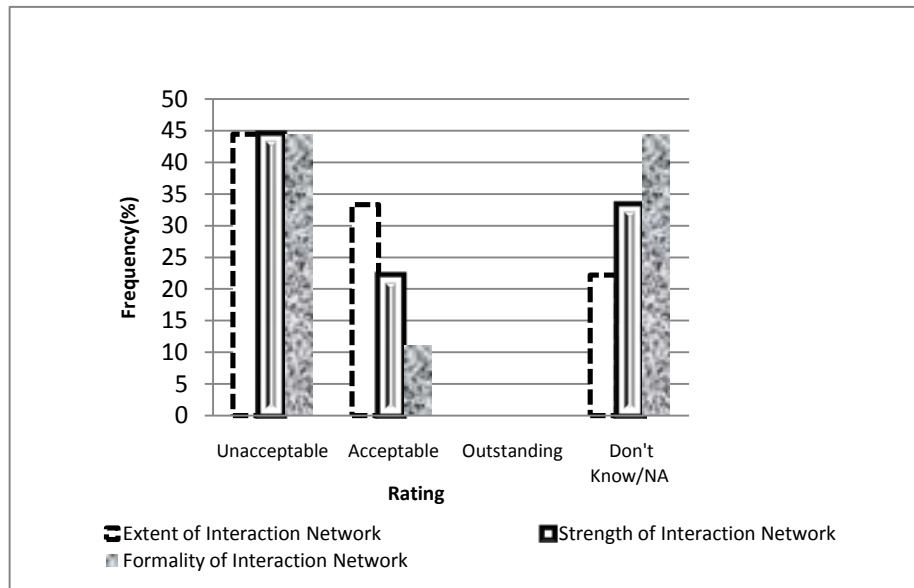 50
45
40
35
30
25
20
15
10
5
0
Frequency(%)
Unacceptable Acceptable Outstanding Don't
Know/NA
Rating
Extent of Interaction Network Strength of Interaction Network
Formality of Interaction Network